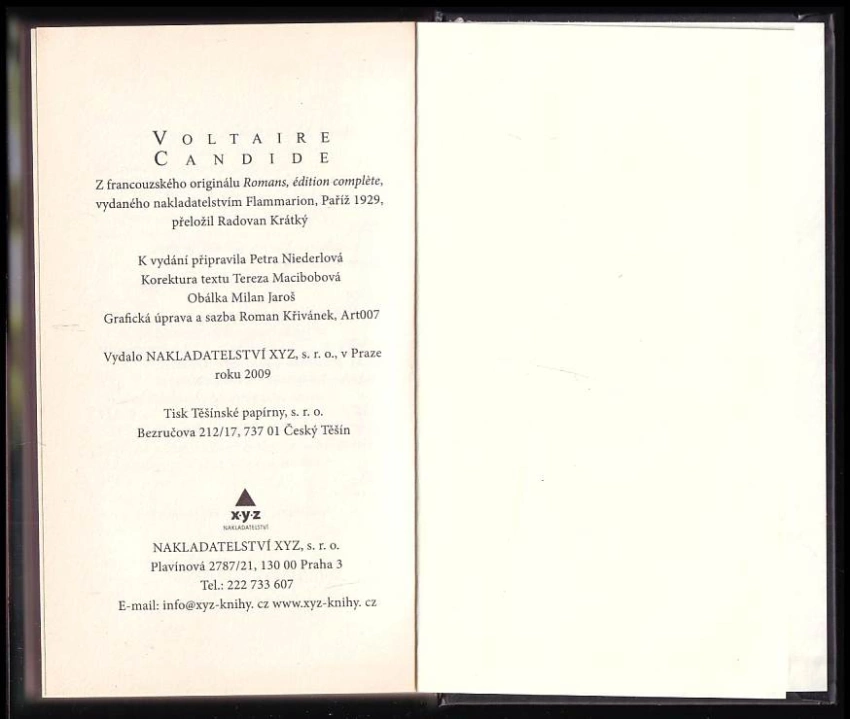 VOLTAIRE
CANDIDE
Z francouzského originálu Romans, édition complète,
vydaného nakladatelstvím Flammarion, Paříž 1929,
přeložil Radovan Krátký
K vydání připravila Petra Niederlová
Korektura textu Tereza Macibobová
Obálka Milan Jaroš
Grafická úprava a sazba Roman Křivánek, Art007
Vydalo NAKLADATELSTVÍ XYZ, s. r. o., v Praze
roku 2009
Tisk Těšínské papírny, s. r. o.
Bezručova 212/17, 737 01 Český Těšín
x·y·z
NAKLADATELSTVÍ
NAKLADATELSTVÍ XYZ, s. r. o.
Plavínová 2787/21, 130 00 Praha 3
Tel.: 222 733 607
E-mail: info@xyz-knihy. cz www.xyz-knihy. cz